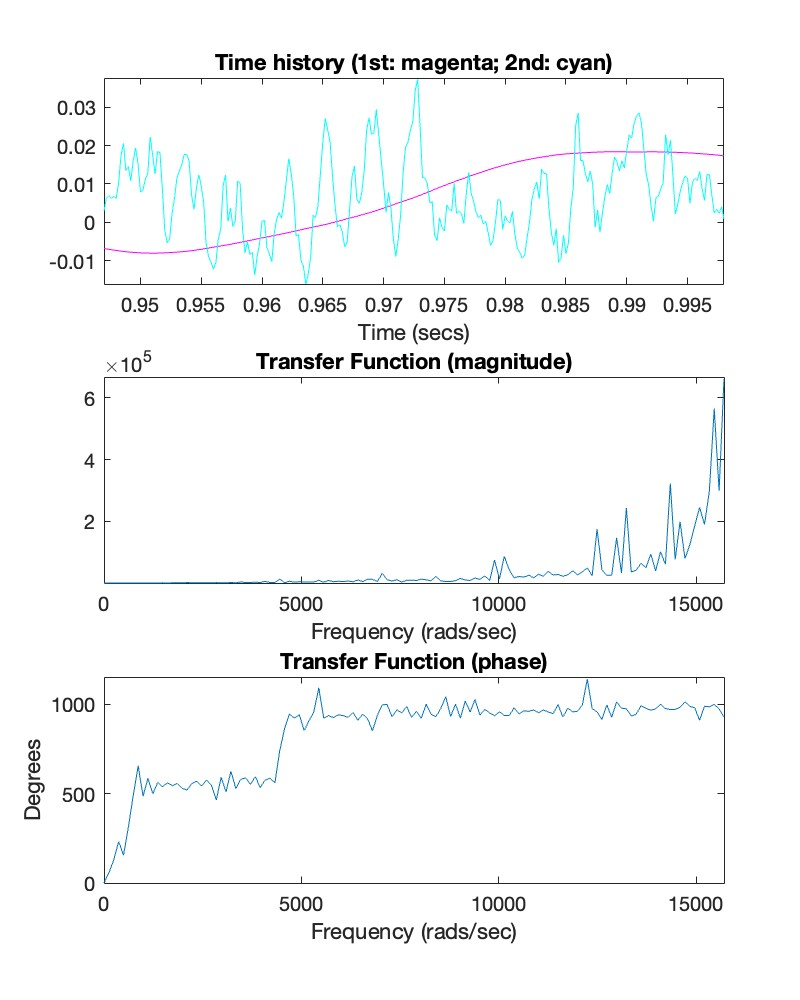 Time history (1st: magenta; 2nd: cyan)
0.03
0.02
0.01
0
-0.01
0.95 0.955 0.96 0.965 0.97 0.975 0.98 0.985 0.99 0.995
Time (secs)
×10^5
Transfer Function (magnitude)
6
4
2
0 5000 10000 15000
Frequency (rads/sec)
Transfer Function (phase)
1000
500
0
Degrees
0 5000 10000 15000
Frequency (rads/sec)